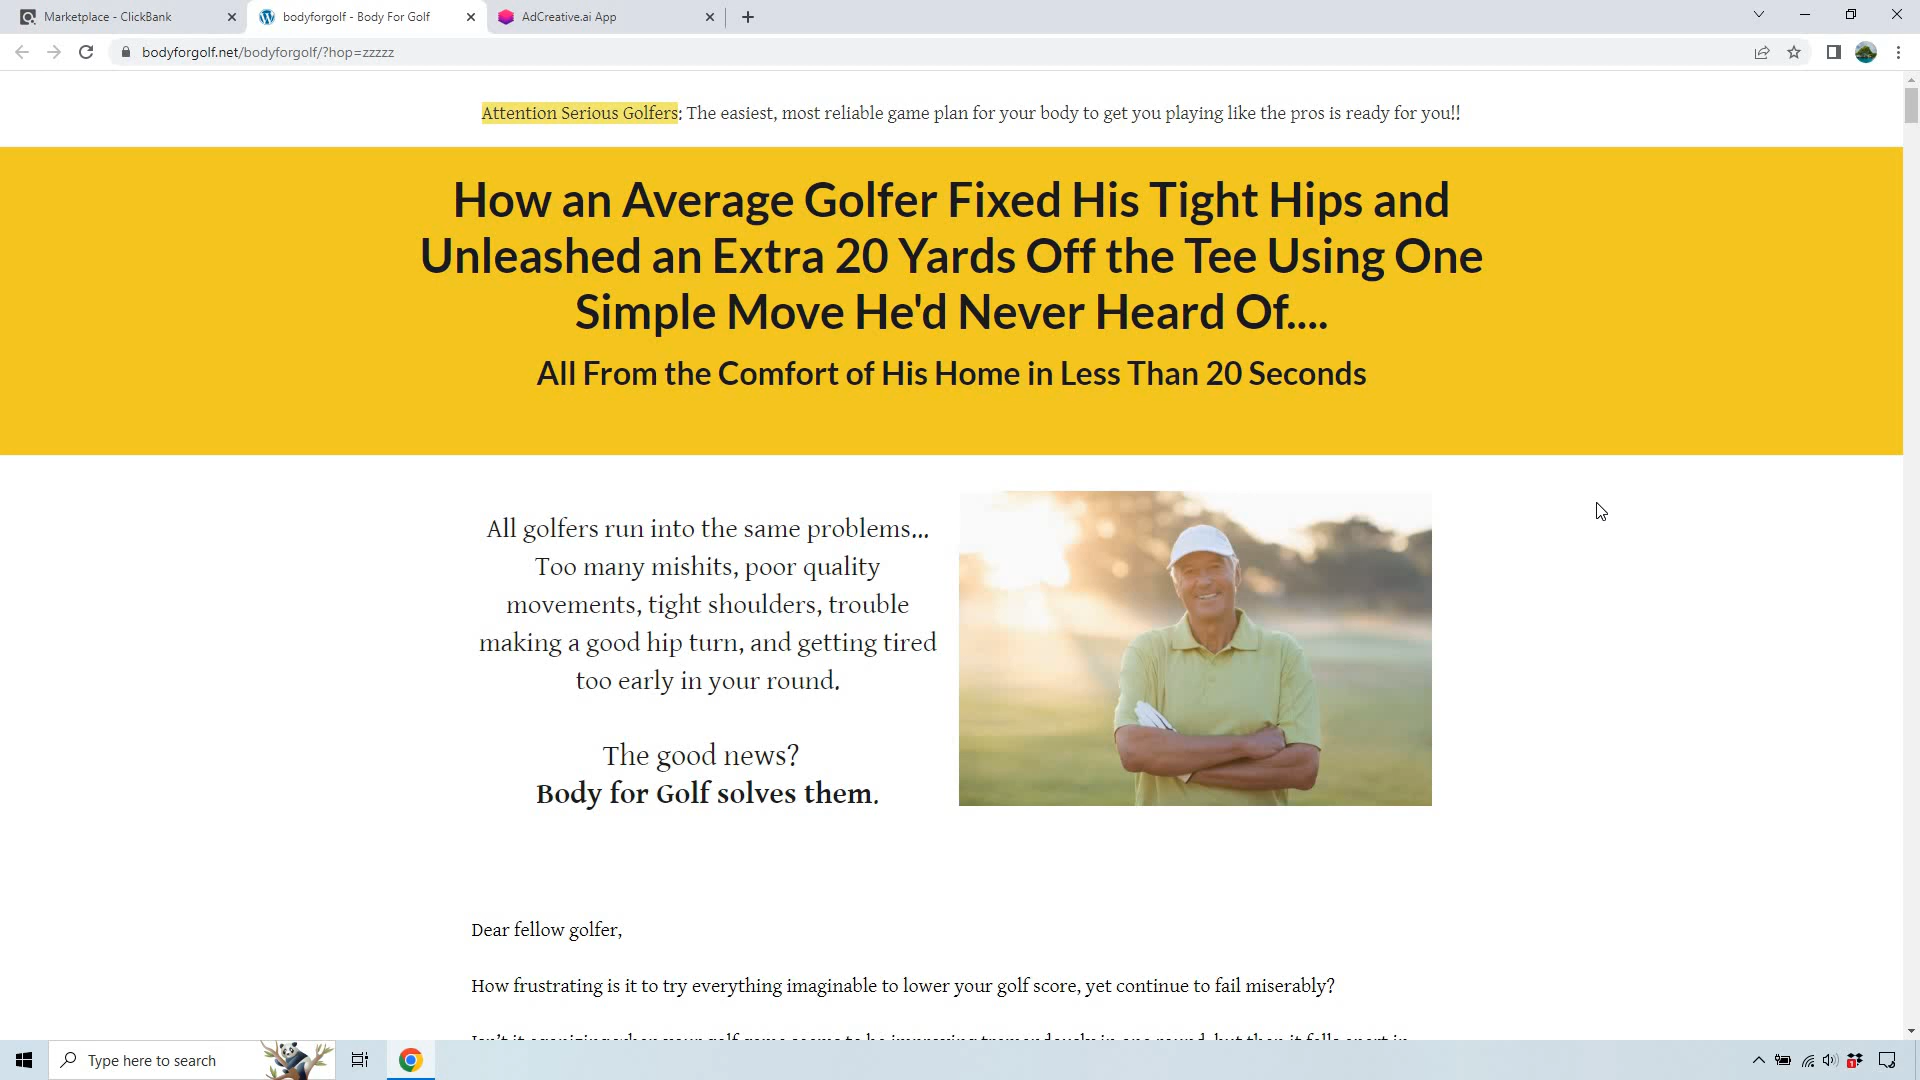 Marketplace - ClickBank
bodyforgolf - Body For Golf
AdCreative.ai App
bodyforgolf.net/bodyforgolf/?hop=zzzzz
Attention Serious Golfers: The easiest, most reliable game plan for your body to get you playing like the pros is ready for you!!
How an Average Golfer Fixed His Tight Hips and
Unleashed an Extra 20 Yards Off the Tee Using One
Simple Move He'd Never Heard Of....
All From the Comfort of His Home in Less Than 20 Seconds
All golfers run into the same problems...
Too many mishits, poor quality
movements, tight shoulders, trouble
making a good hip turn, and getting tired
too early in your round.
The good news?
Body for Golf solves them.
Dear fellow golfer,
How frustrating is it to try everything imaginable to lower your golf score, yet continue to fail miserably?
Type here to search
1